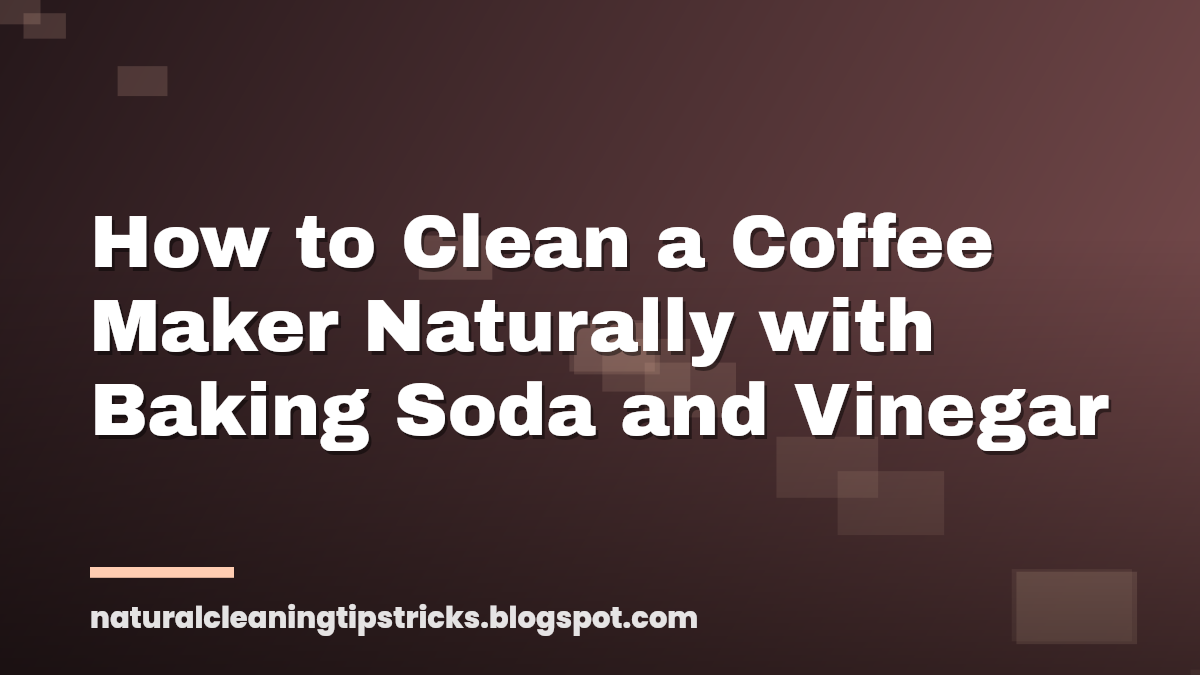 How to Clean a Coffee
Maker Naturally with
Baking Soda and Vinegar
naturalcleaningtipstricks.blogspot.com